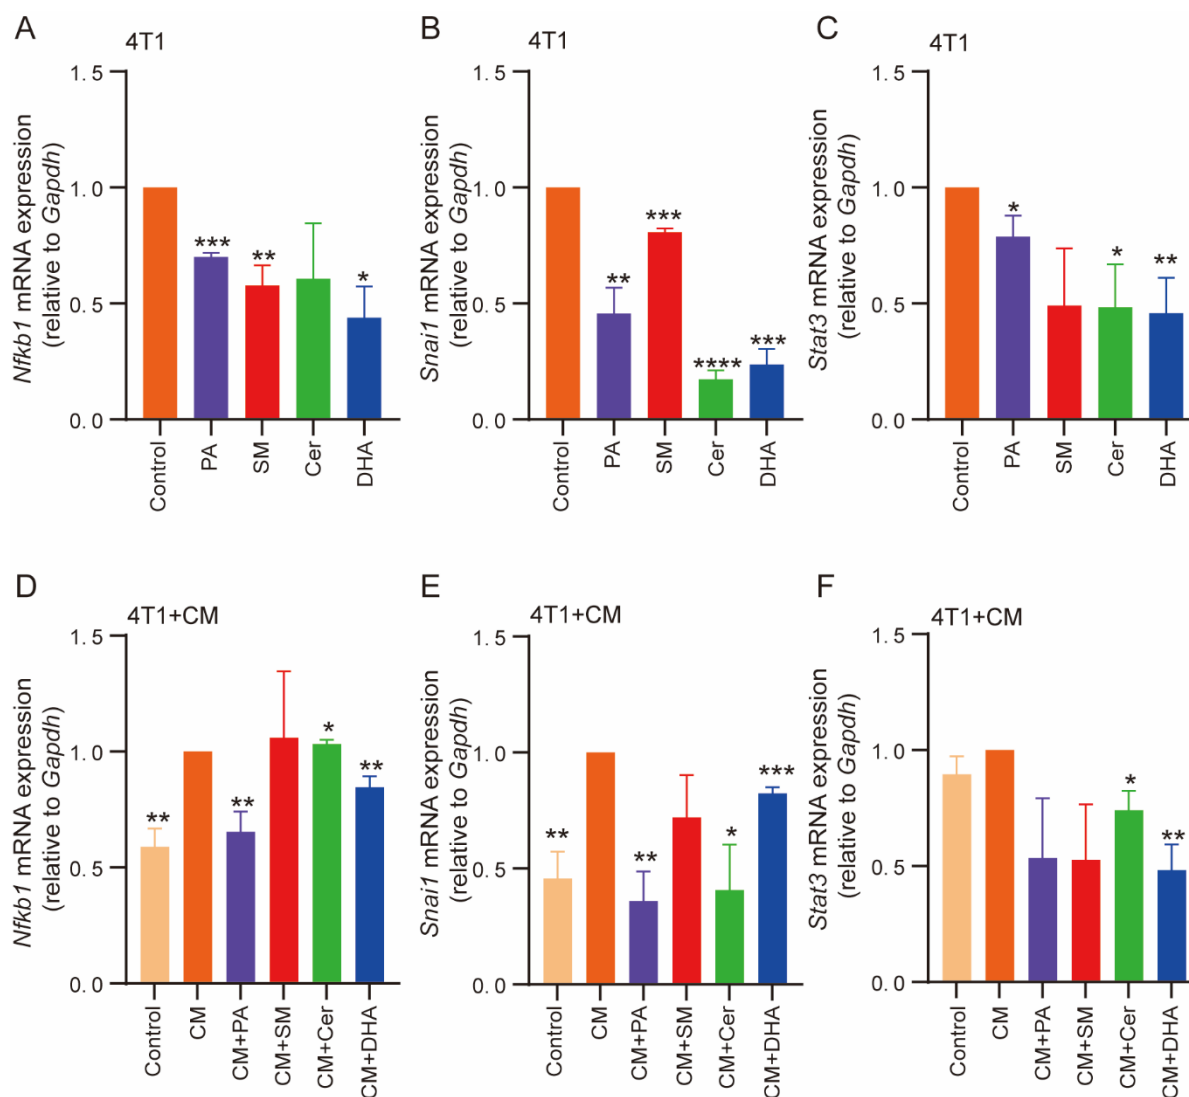 A
4T1
Nfkb1 mRNA expression
(relative to Gapdh)
1.5
1.0
0.5
0.0
***
**
*
Control
PA
SM
Cer
DHA
B
4T1
Snai1 mRNA expression
(relative to Gapdh)
1.5
1.0
0.5
0.0
**
***
****
***
Control
PA
SM
Cer
DHA
C
4T1
Stat3 mRNA expression
(relative to Gapdh)
1.5
1.0
0.5
0.0
*
*
**
Control
PA
SM
Cer
DHA
D
4T1+CM
Nfkb1 mRNA expression
(relative to Gapdh)
1.5
1.0
0.5
0.0
**
**
*
**
Control
CM
CM+PA
CM+SM
CM+Cer
CM+DHA
E
4T1+CM
Snai1 mRNA expression
(relative to Gapdh)
1.5
1.0
0.5
0.0
**
**
*
***
Control
CM
CM+PA
CM+SM
CM+Cer
CM+DHA
F
4T1+CM
Stat3 mRNA expression
(relative to Gapdh)
1.5
1.0
0.5
0.0
*
**
Control
CM
CM+PA
CM+SM
CM+Cer
CM+DHA